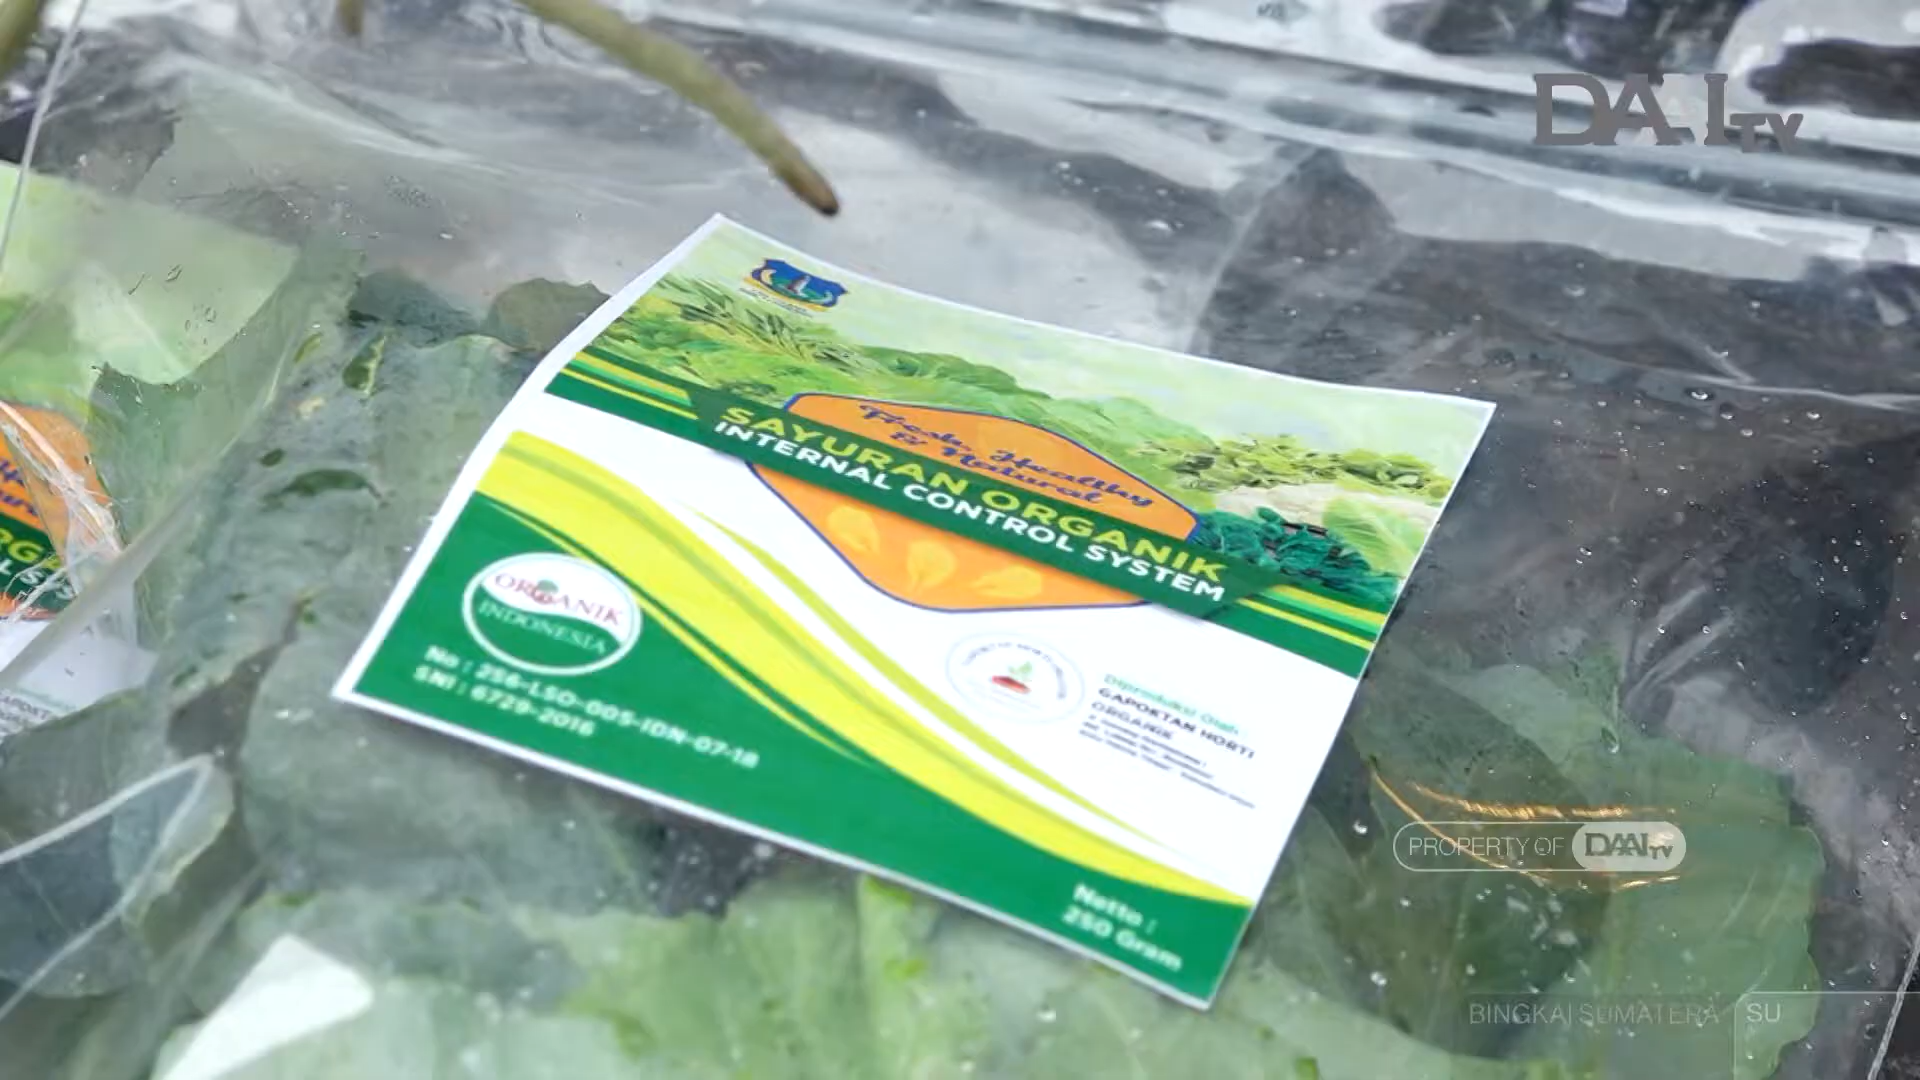 DAAI TV
Fresh, Healthy
& Natural
SAYURAN ORGANIK
INTERNAL CONTROL SYSTEM
ORGANIK
INDONESIA
No : 256-LSO-005-IDN-07-18
SNI : 6729-2016
Diproduksi Oleh:
GAPOKTAN HORTI
ORGANIK
Netto :
250 Gram
PROPERTY OF DAAI TV
BINGKAI SUMATERA SU